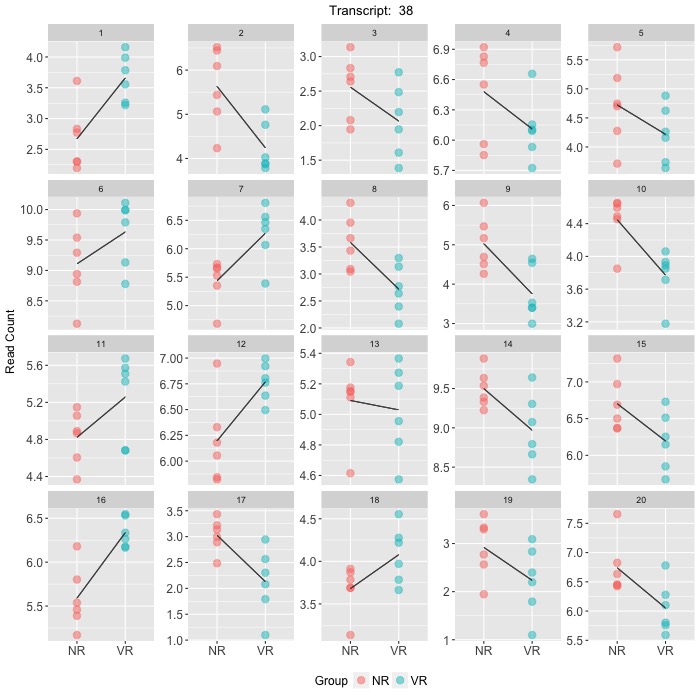 Transcript: 38
1 2 3 4 5
4.0 3.5 3.0 2.5
6 5 4
3.0 2.5 2.0 1.5
6.9 6.6 6.3 6.0 5.7
5.5 5.0 4.5 4.0
6 7 8 9 10
10.0 9.5 9.0 8.5
6.5 6.0 5.5 5.0
4.0 3.5 3.0 2.5 2.0
6 5 4 3
4.4 4.0 3.6 3.2
Read Count
11 12 13 14 15
5.6 5.2 4.8 4.4
7.00 6.75 6.50 6.25 6.00
5.4 5.2 5.0 4.8 4.6
9.5 9.0 8.5
7.0 6.5 6.0
16 17 18 19 20
6.5 6.0 5.5
3.5 3.0 2.5 2.0 1.5 1.0
4.5 4.0 3.5
3 2 1
7.5 7.0 6.5 6.0 5.5
NR VR NR VR NR VR NR VR NR VR
Group NR VR